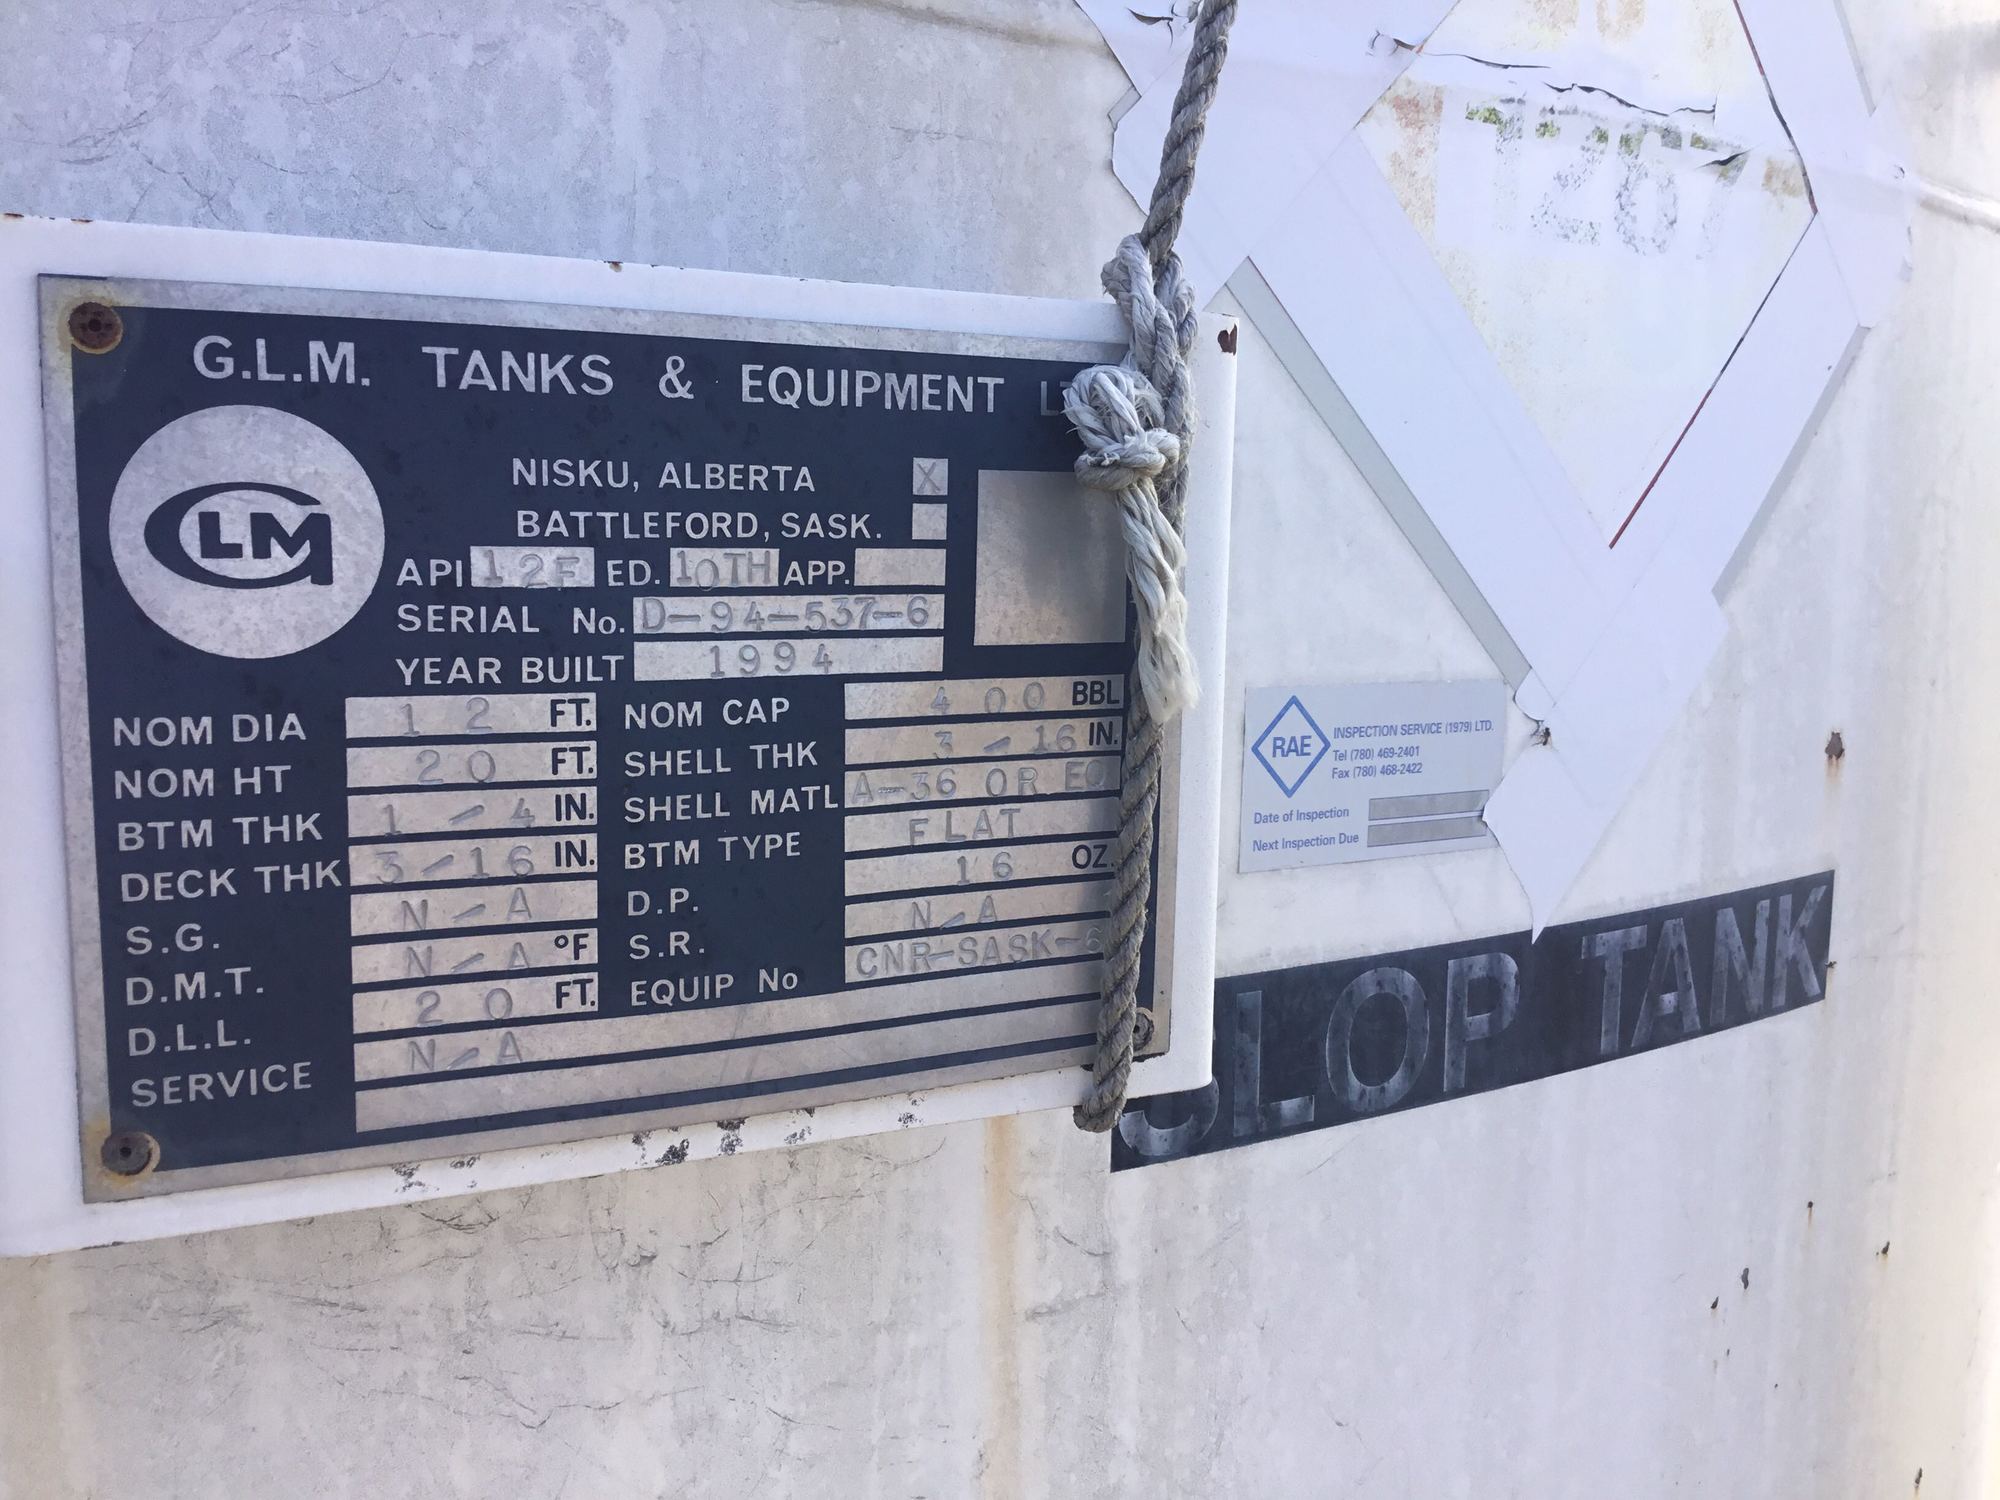 1267
G.L.M. TANKS & EQUIPMENT
GLM
NISKU, ALBERTA X
BATTLEFORD, SASK.
API 12F ED. 10TH APP.
SERIAL No. D-94-537-6
YEAR BUILT 1994
NOM DIA 12 FT. NOM CAP 400 BBL
NOM HT 20 FT. SHELL THK 3-16 IN.
BTM THK 1-4 IN. SHELL MATL A-36 OR EQ
DECK THK 3-16 IN. BTM TYPE FLAT
S.G. N-A D.P. 16 OZ.
D.M.T. N-A °F S.R. N-A
D.L.L. 20 FT. EQUIP No CNR-SASK-6
SERVICE N-A
RAE INSPECTION SERVICE (1979) LTD.
Tel (780) 469-2401
Fax (780) 468-2422
Date of Inspection
Next Inspection Due
SLOP TANK